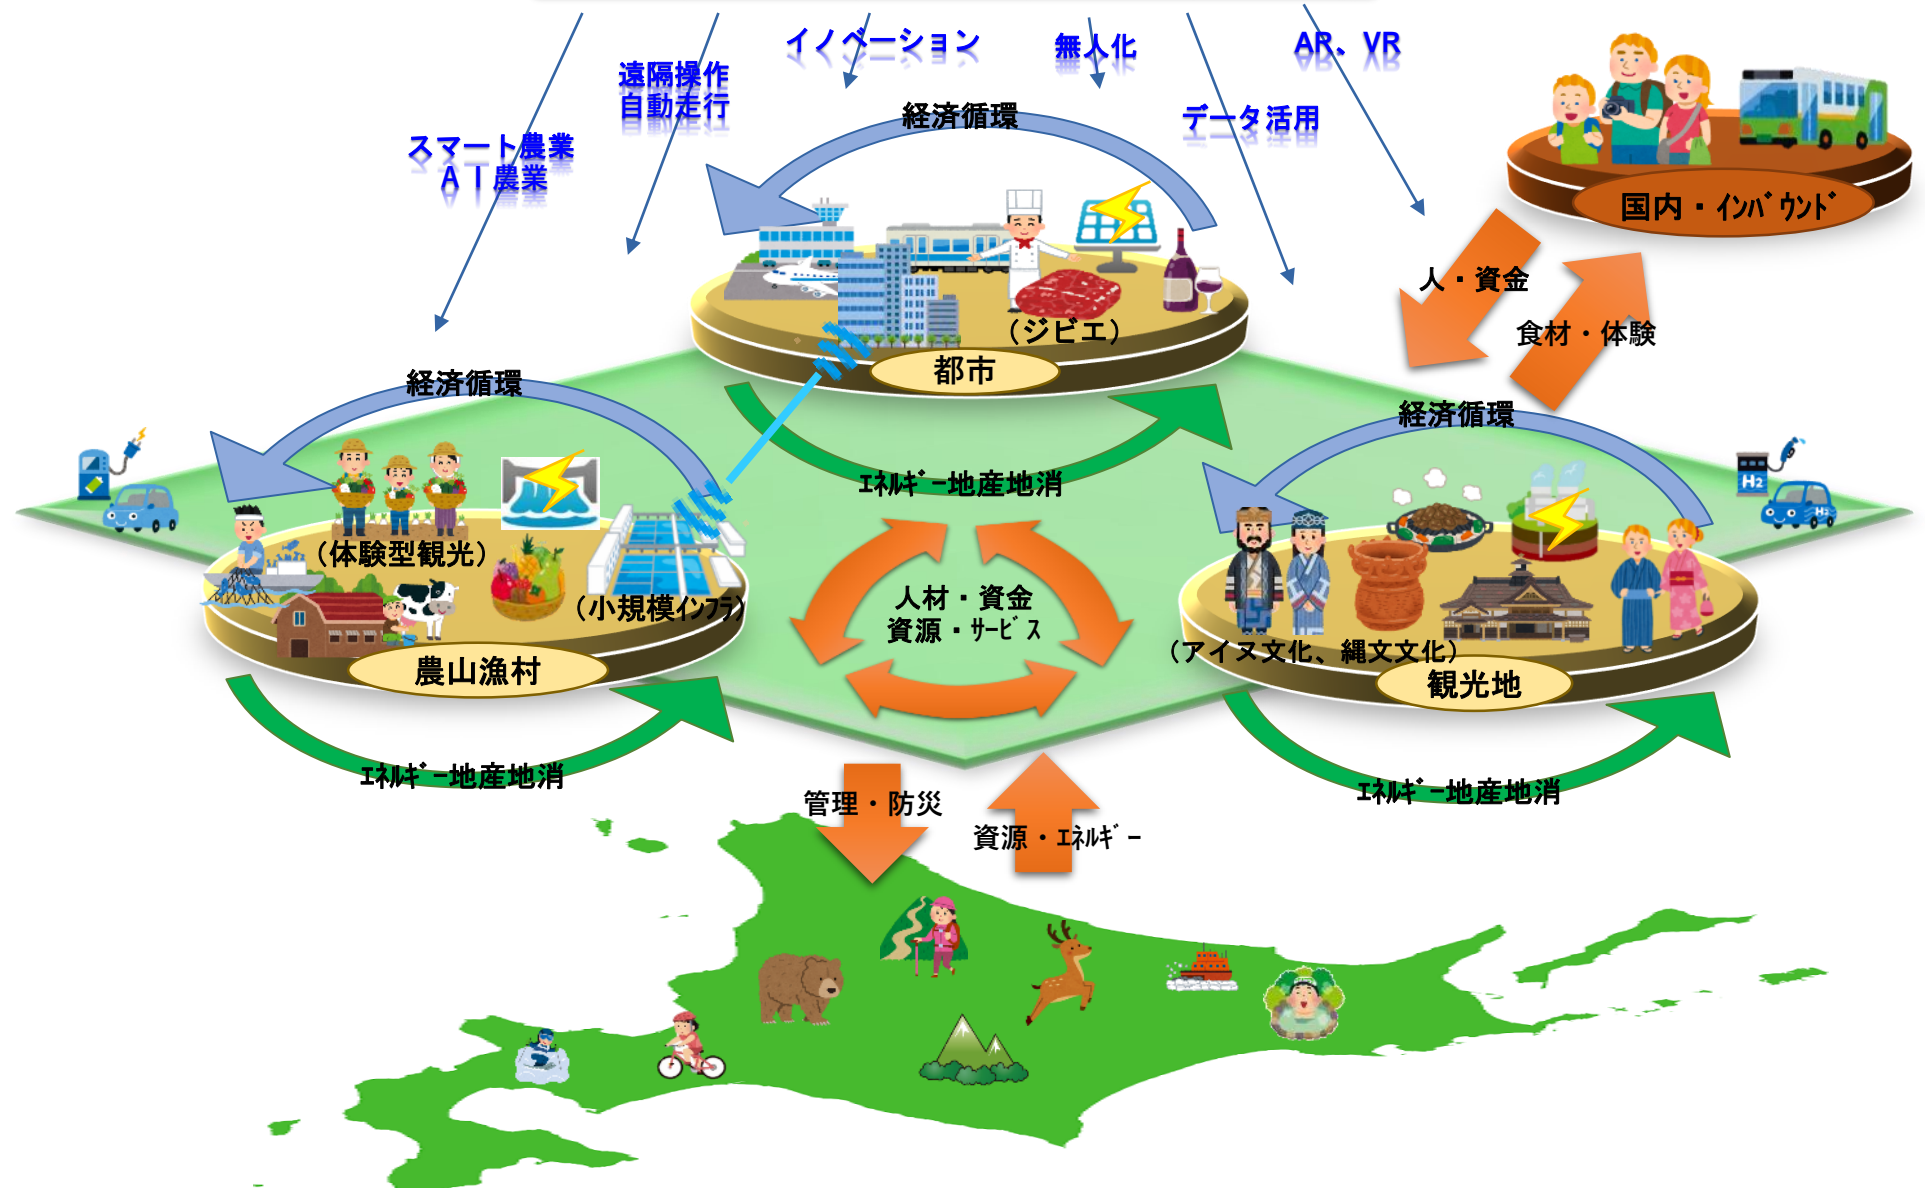 イノベーション
無人化
AR、VR
遠隔操作
自動走行
経済循環
データ活用
スマート農業
ＡＩ農業
国内・ｲﾝﾊﾞｳﾝﾄﾞ
人・資金
食材・体験
（ジビエ）
都市
経済循環
経済循環
ｴﾈﾙｷﾞｰ地産地消
H2
H2
（体験型観光）
（小規模ｲﾝﾌﾗ）
人材・資金
資源・ｻｰﾋﾞｽ
（アイヌ文化、縄文文化）
農山漁村
観光地
ｴﾈﾙｷﾞｰ地産地消
ｴﾈﾙｷﾞｰ地産地消
管理・防災
資源・ｴﾈﾙｷﾞｰ